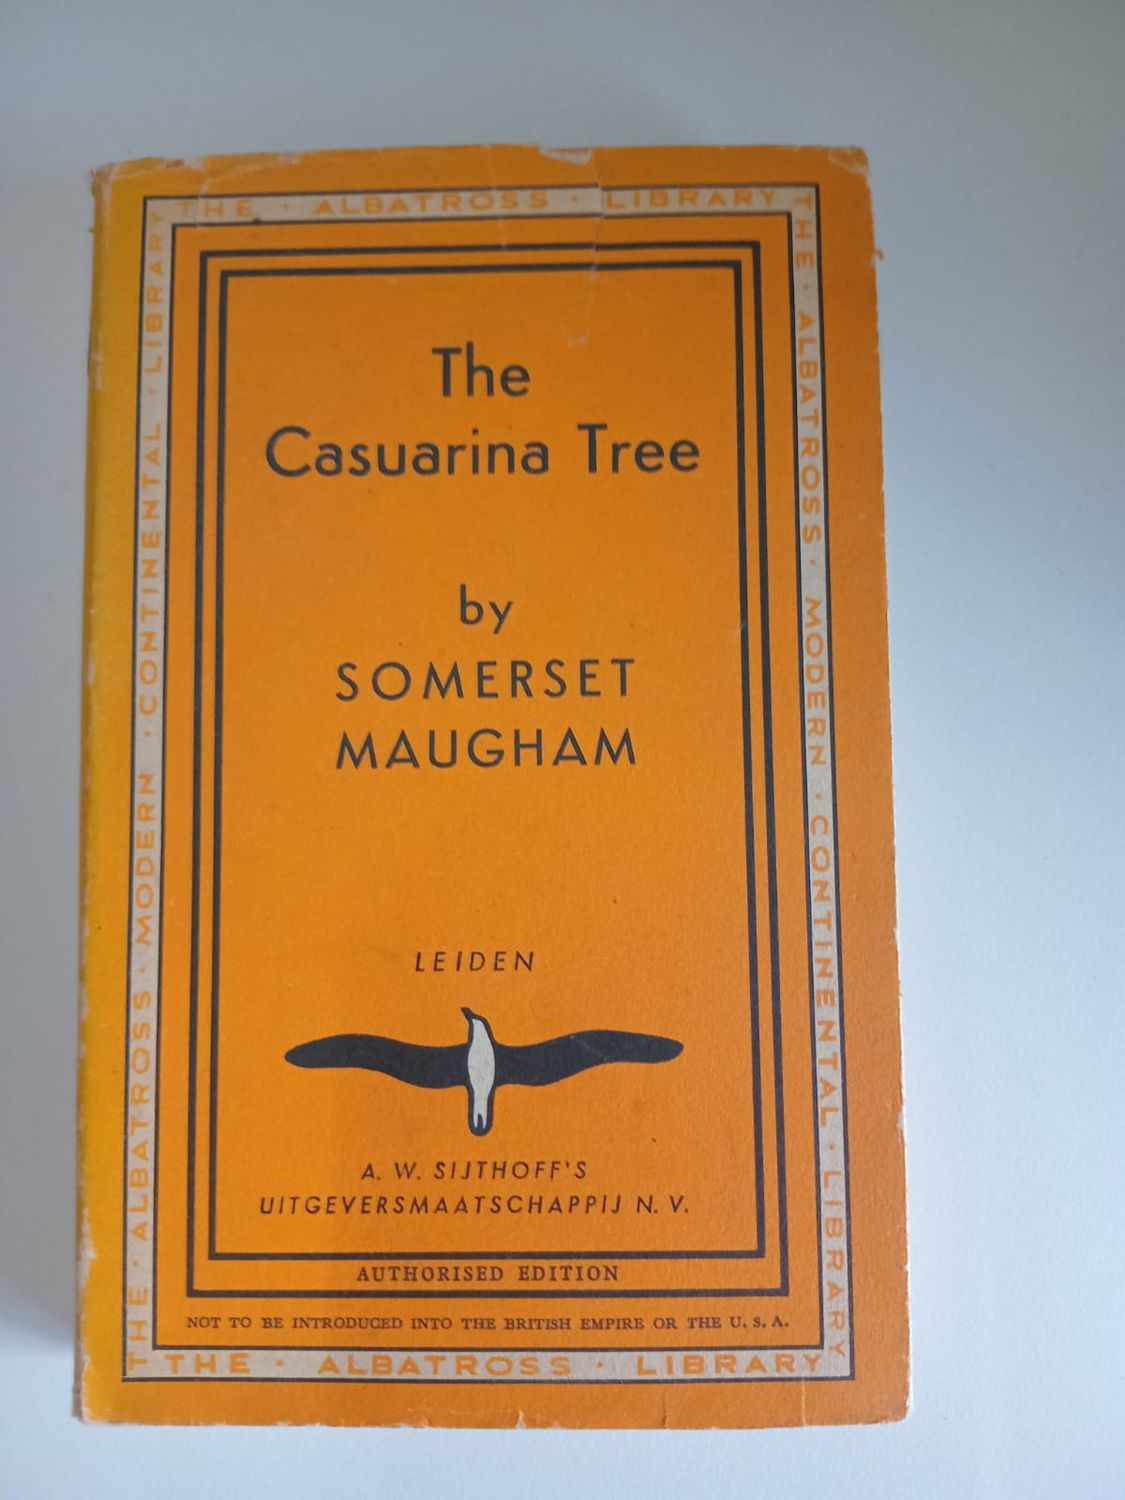 THE · ALBATROSS · LIBRARY
THE · ALBATROSS · MODERN · CONTINENTAL · LIBRARY
THE · ALBATROSS · MODERN · CONTINENTAL · LIBRARY
The
Casuarina Tree
by
SOMERSET
MAUGHAM
LEIDEN
A. W. SIJTHOFF'S
UITGEVERSMAATSCHAPPIJ N. V.
AUTHORISED EDITION
NOT TO BE INTRODUCED INTO THE BRITISH EMPIRE OR THE U. S. A.
THE · ALBATROSS · LIBRARY